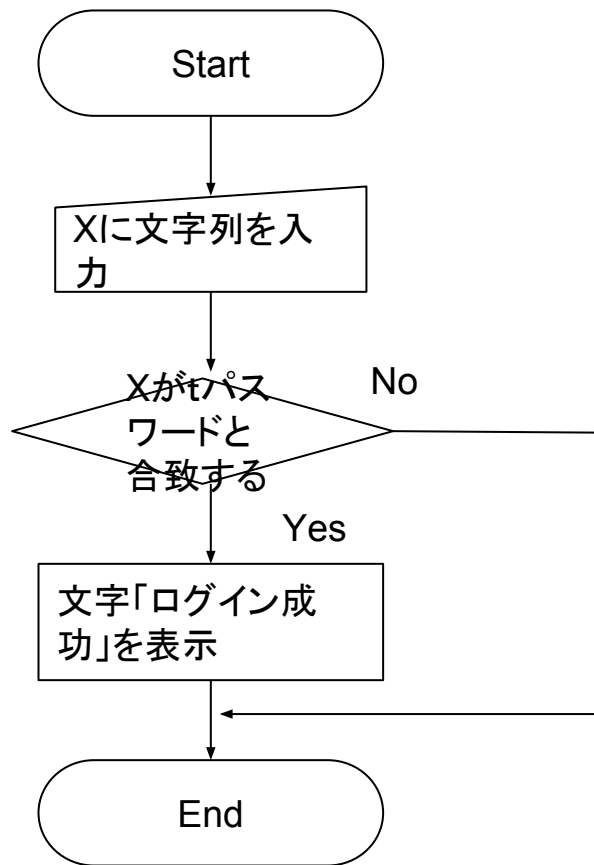 Start
Xに文字列を入
力
Xがtパス
ワードと
合致する
No
Yes
文字「ログイン成
功」を表示
End